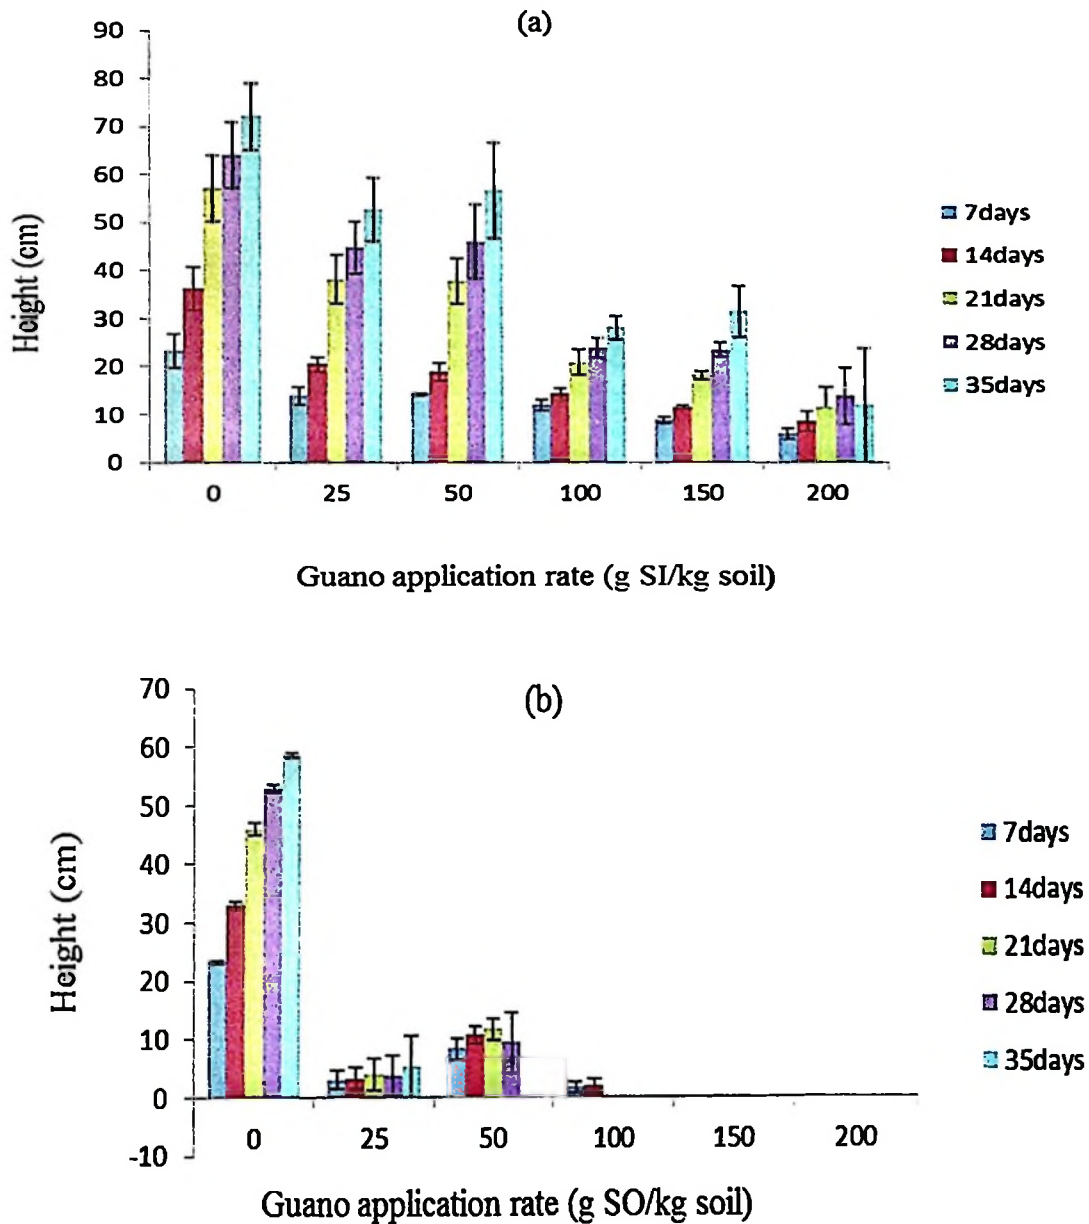 (a)
90
80
70
60
50
40
30
20
10
0
Height (cm)
0 25 50 100 150 200
Guano application rate (g SI/kg soil)
7days
14days
21days
28days
35days
(b)
70
60
50
40
30
20
10
0
-10
Height (cm)
0 25 50 100 150 200
Guano application rate (g SO/kg soil)
7days
14days
21days
28days
35days